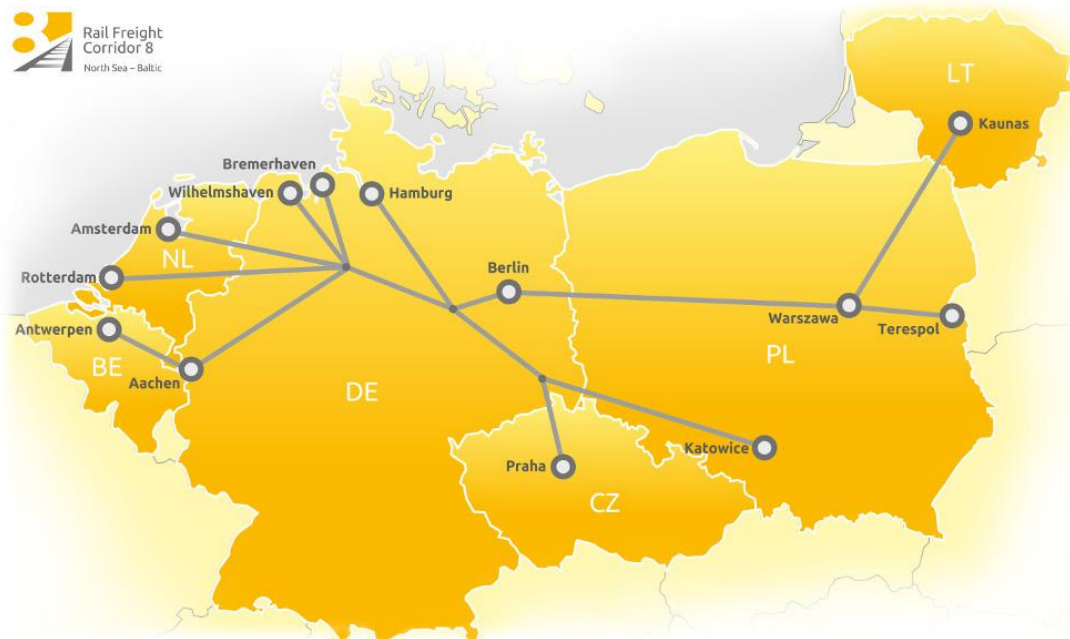 8
Rail Freight
Corridor 8
North Sea – Baltic
LT
Kaunas
Bremerhaven
Wilhelmshaven
Hamburg
Amsterdam
NL
Rotterdam
Berlin
Antwerpen
Warszawa
Terespol
BE
Aachen
DE
PL
Katowice
Praha
CZ